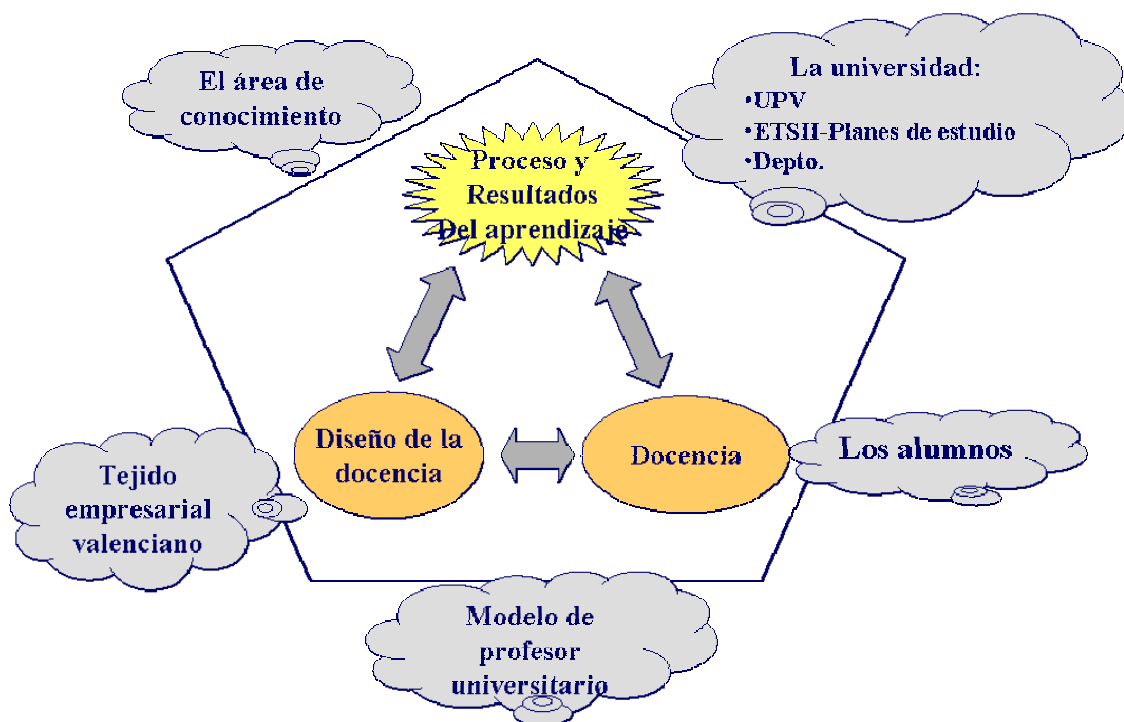 El área de
conocimiento
La universidad:
•UPV
•ETSII-Planes de estudio
•Depto.
Proceso y
Resultados
Del aprendizaje
Diseño de la
docencia
Docencia
Los alumnos
Tejido
empresarial
valenciano
Modelo de
profesor
universitario